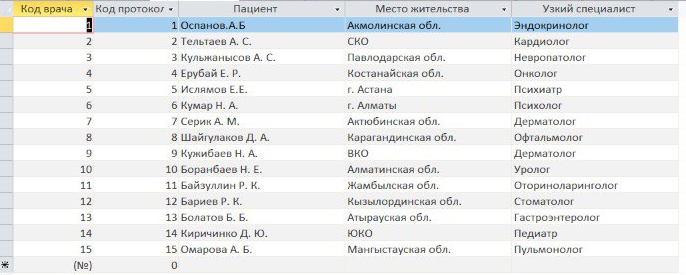 Код врача Код протокол Пациент Место жительства Узкий специалист
1 1 Оспанов.А.Б Акмолинская обл. Эндокринолог
2 2 Тельтаев А. С. СКО Кардиолог
3 3 Кульжанысов А. С. Павлодарская обл. Невропатолог
4 4 Ерубай Е. Р. Костанайская обл. Онколог
5 5 Ислямов Е.Е. г. Астана Психиатр
6 6 Кумар Н. А. г. Алматы Психолог
7 7 Серик А. М. Актюбинская обл. Дерматолог
8 8 Шайгулаков Д. А. Карагандинская обл. Офтальмолог
9 9 Кужибаев Н. А. ВКО Дерматолог
10 10 Боранбаев Н. Е. Алматинская обл. Уролог
11 11 Байзуллин Р. К. Жамбылская обл. Оториноларинголог
12 12 Бариев Р. К. Кызылординская обл. Стоматолог
13 13 Болатов Б. Б. Атырауская обл. Гастроэнтеролог
14 14 Киричинко Д. Ю. ЮКО Педиатр
15 15 Омарова А. Б. Мангыстауская обл. Пульмонолог
(№) 0